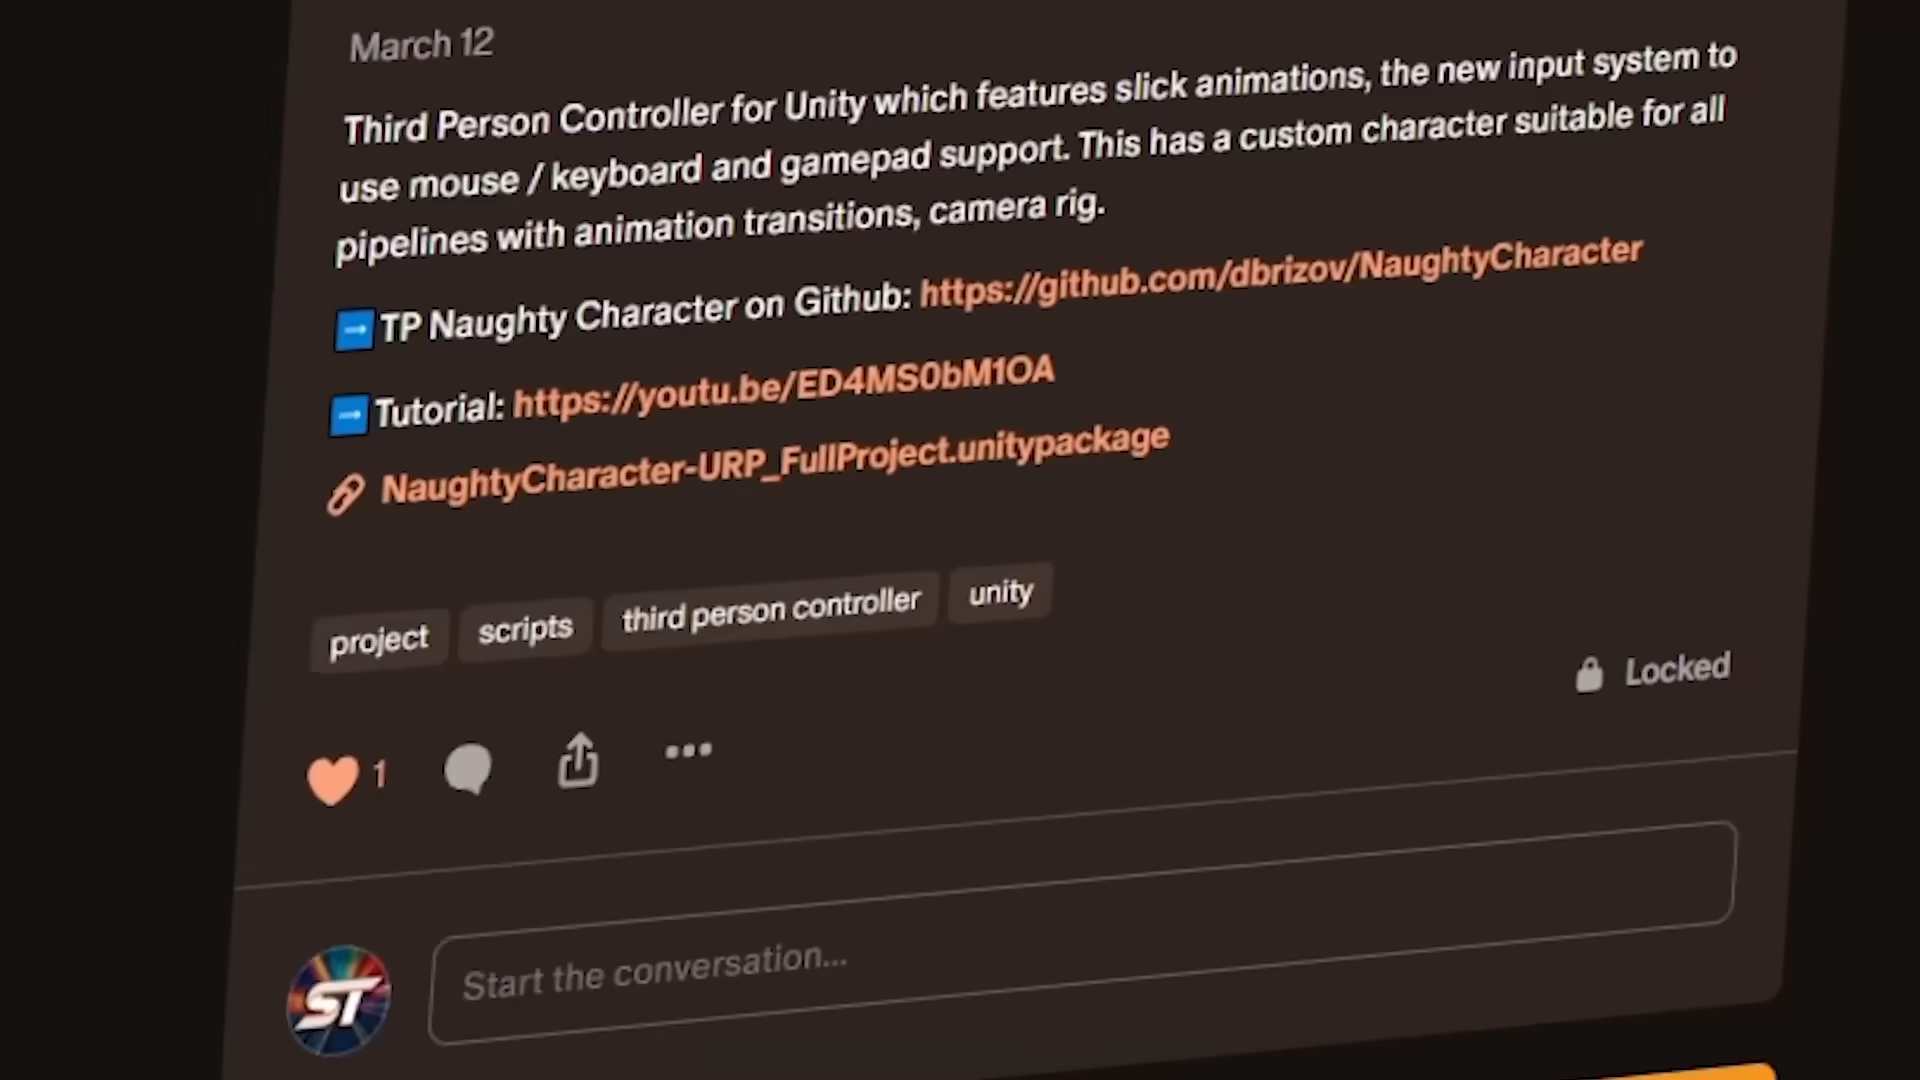 March 12
Third Person Controller for Unity which features slick animations, the new input system to
use mouse / keyboard and gamepad support. This has a custom character suitable for all
pipelines with animation transitions, camera rig.
➡️ TP Naughty Character on Github: https://github.com/dbrizov/NaughtyCharacter
➡️ Tutorial: https://youtu.be/ED4MS0bM1OA
NaughtyCharacter-URP_FullProject.unitypackage
project scripts third person controller unity
Locked
1
Start the conversation...
ST